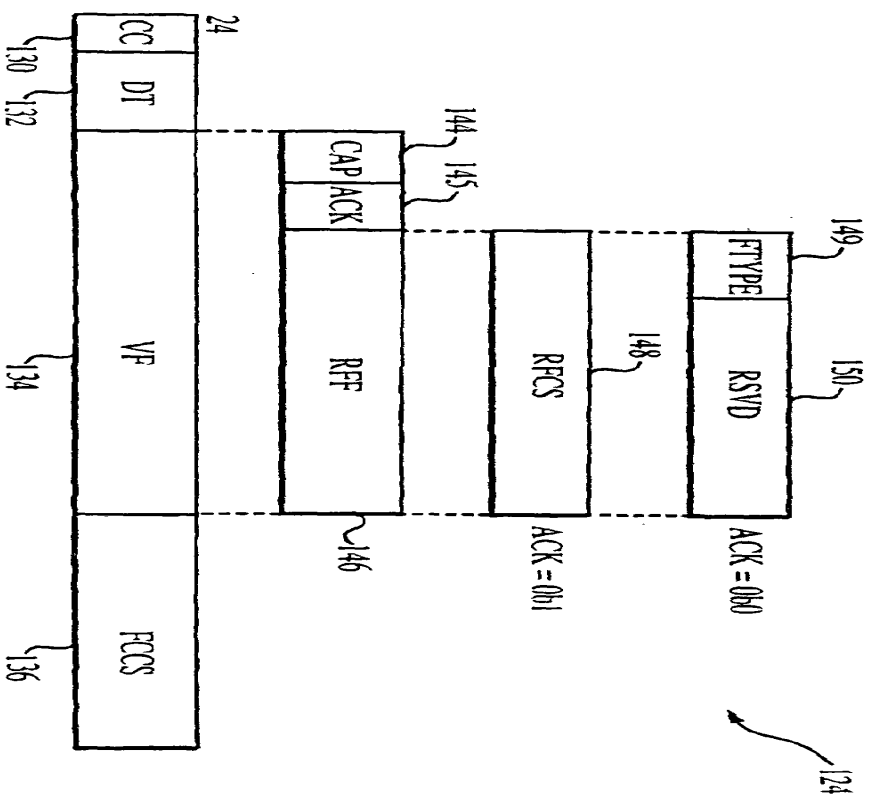 149 150 124
FTYPE RSVD ACK = 0b0
148
RFCS ACK = 0b1
144 145
CAP ACK RFF
146
24
CC DT VF FCCS
130 132 134 136